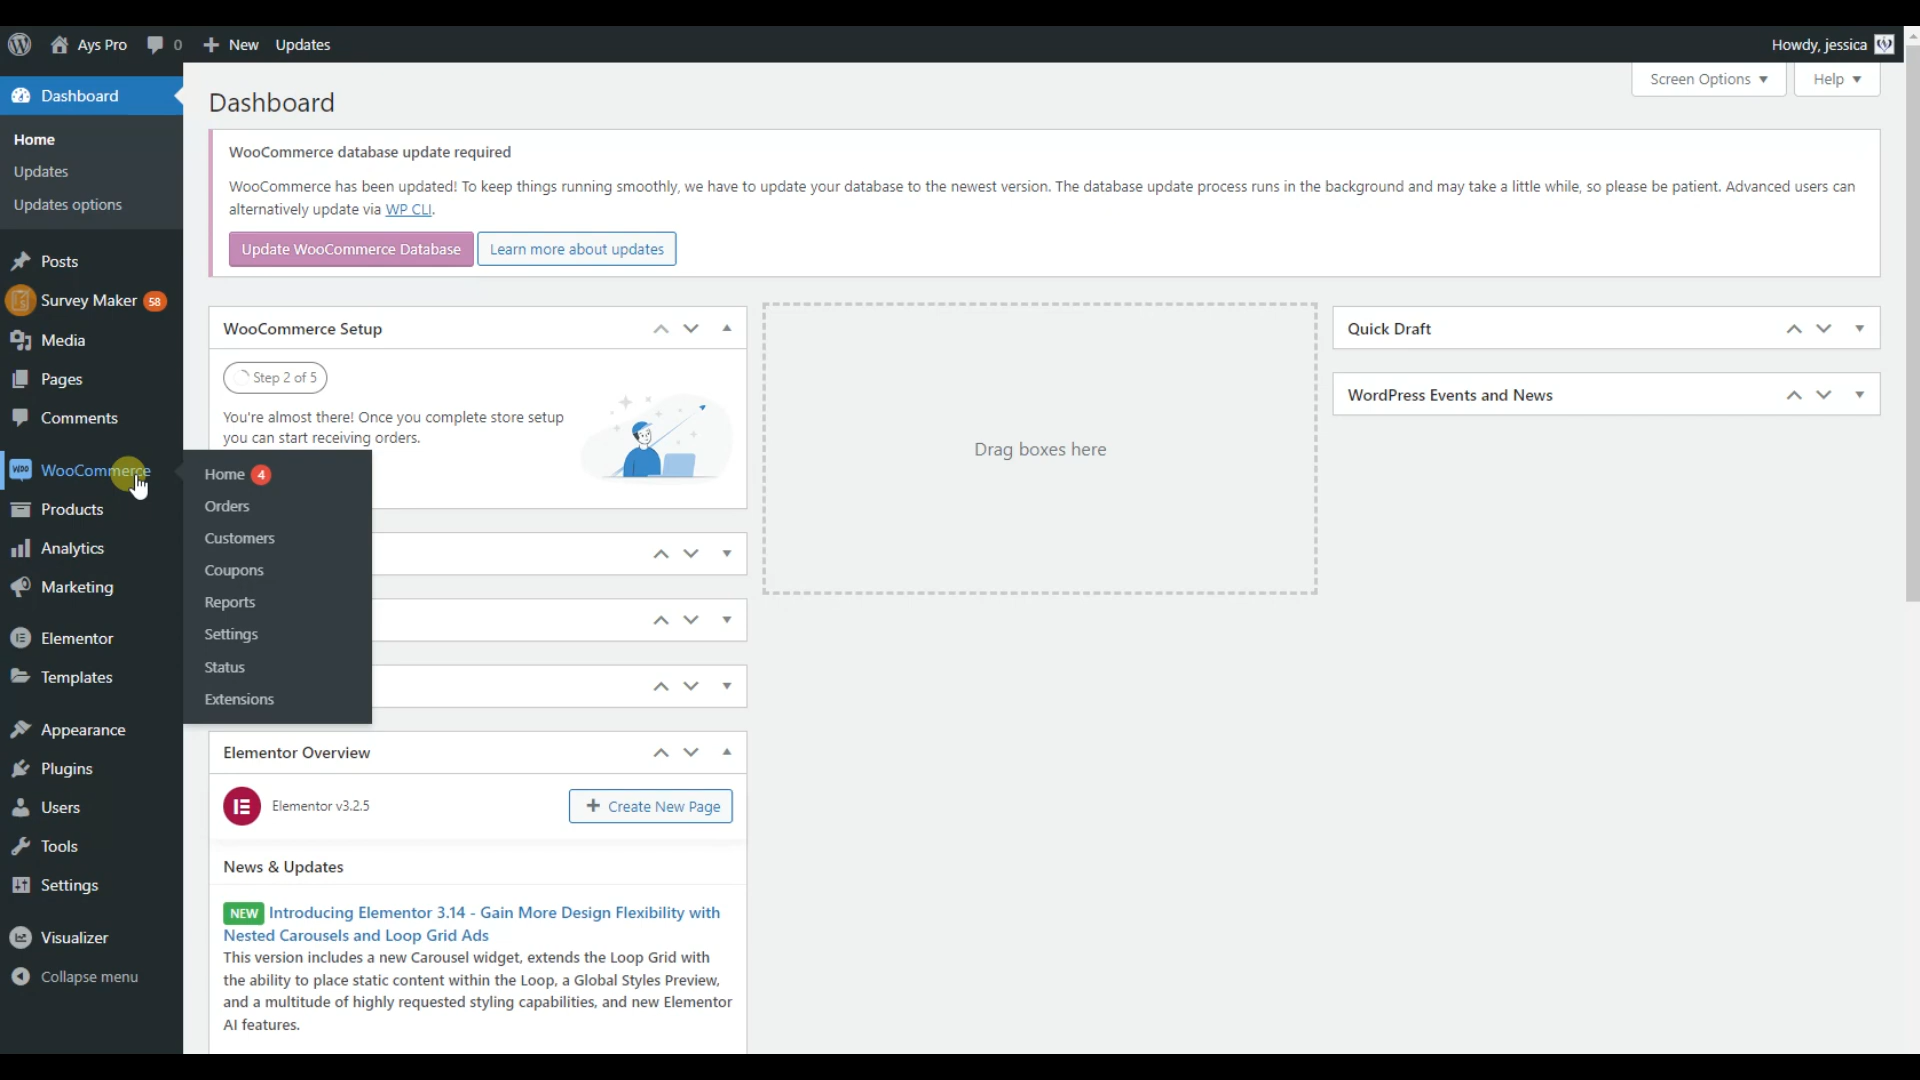 Ays Pro
0
New
Updates
Howdy, jessica
Dashboard
Home
Updates
Updates options
Posts
Survey Maker 58
Media
Pages
Comments
WooCommerce
Products
Analytics
Marketing
Elementor
Templates
Appearance
Plugins
Users
Tools
Settings
Visualizer
Collapse menu
Home 4
Orders
Customers
Coupons
Reports
Settings
Status
Extensions
Screen Options
Help
Dashboard
WooCommerce database update required
WooCommerce has been updated! To keep things running smoothly, we have to update your database to the newest version. The database update process runs in the background and may take a little while, so please be patient. Advanced users can
alternatively update via WP CLI.
Update WooCommerce Database
Learn more about updates
WooCommerce Setup
Step 2 of 5
You're almost there! Once you complete store setup
you can start receiving orders.
Elementor Overview
Elementor v3.2.5
Create New Page
News & Updates
NEW Introducing Elementor 3.14 - Gain More Design Flexibility with
Nested Carousels and Loop Grid Ads
This version includes a new Carousel widget, extends the Loop Grid with
the ability to place static content within the Loop, a Global Styles Preview,
and a multitude of highly requested styling capabilities, and new Elementor
AI features.
Drag boxes here
Quick Draft
WordPress Events and News